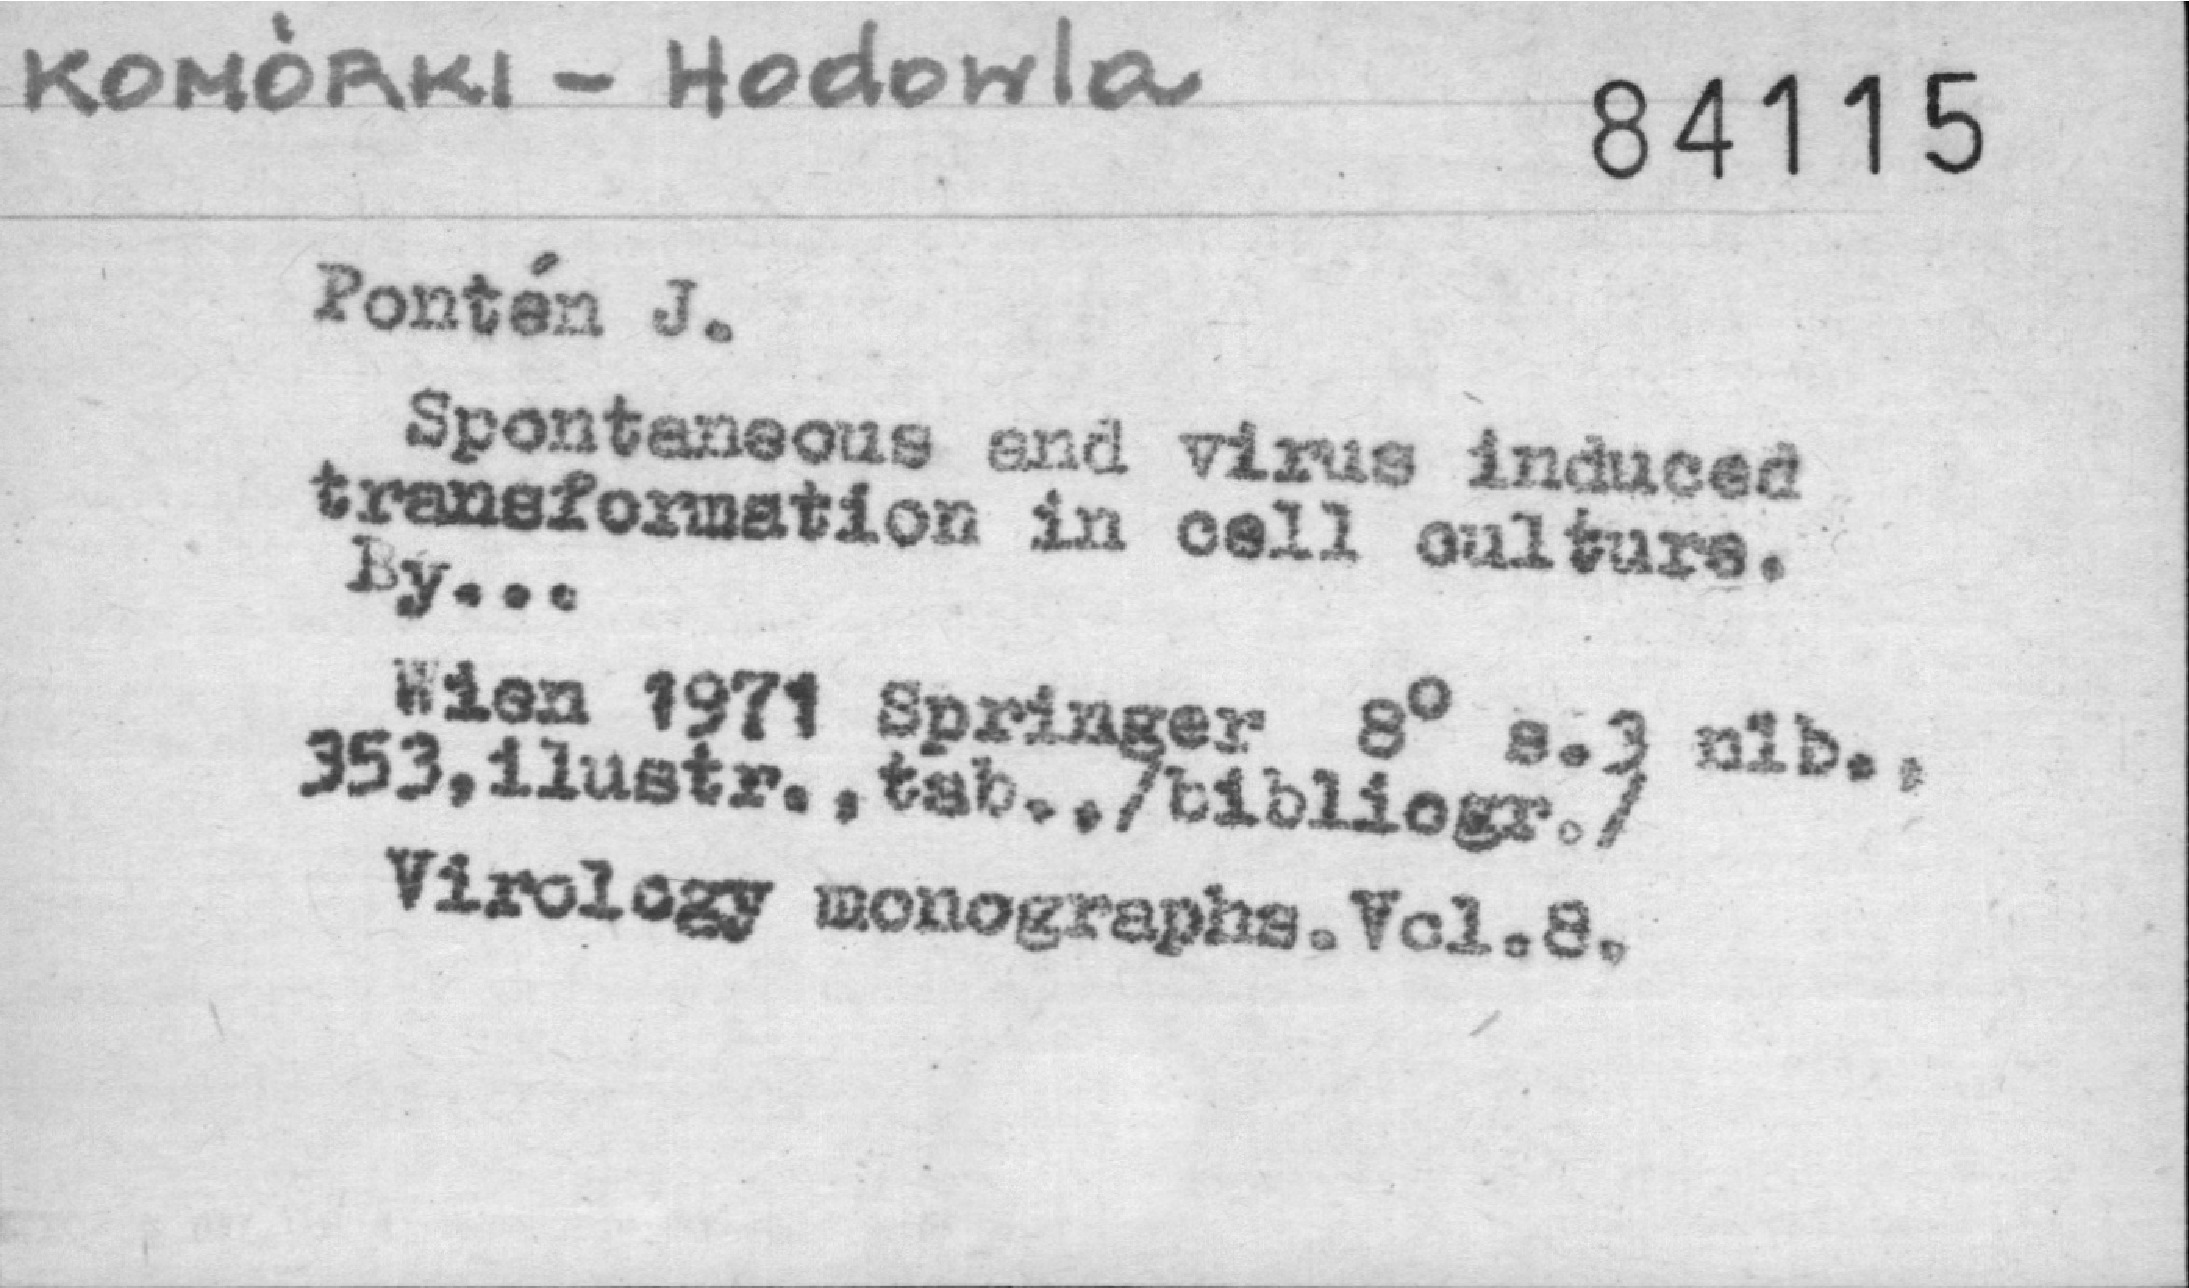 KOMÓRKI - Hodowla
84115
Pontén J.
Spontaneous and virus induced
transformation in cell culture.
By...
Wien 1971 Springer 8° s.3 nlb.,
353,ilustr.,tab.,/bibliogr./
Virology monographs.Vol.8.